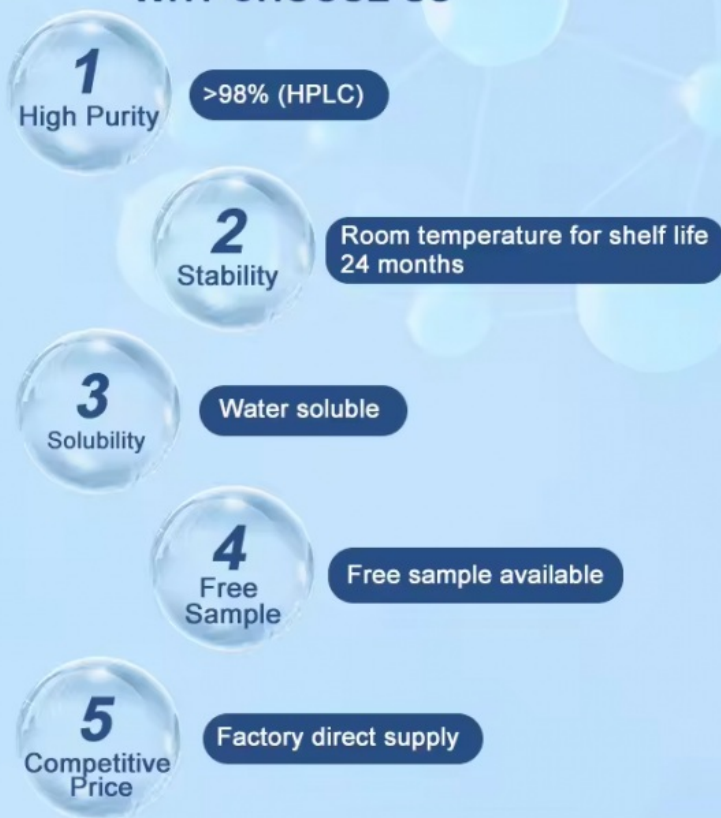 1
High Purity
>98% (HPLC)
2
Stability
Room temperature for shelf life
24 months
3
Solubility
Water soluble
4
Free
Sample
Free sample available
5
Competitive
Price
Factory direct supply